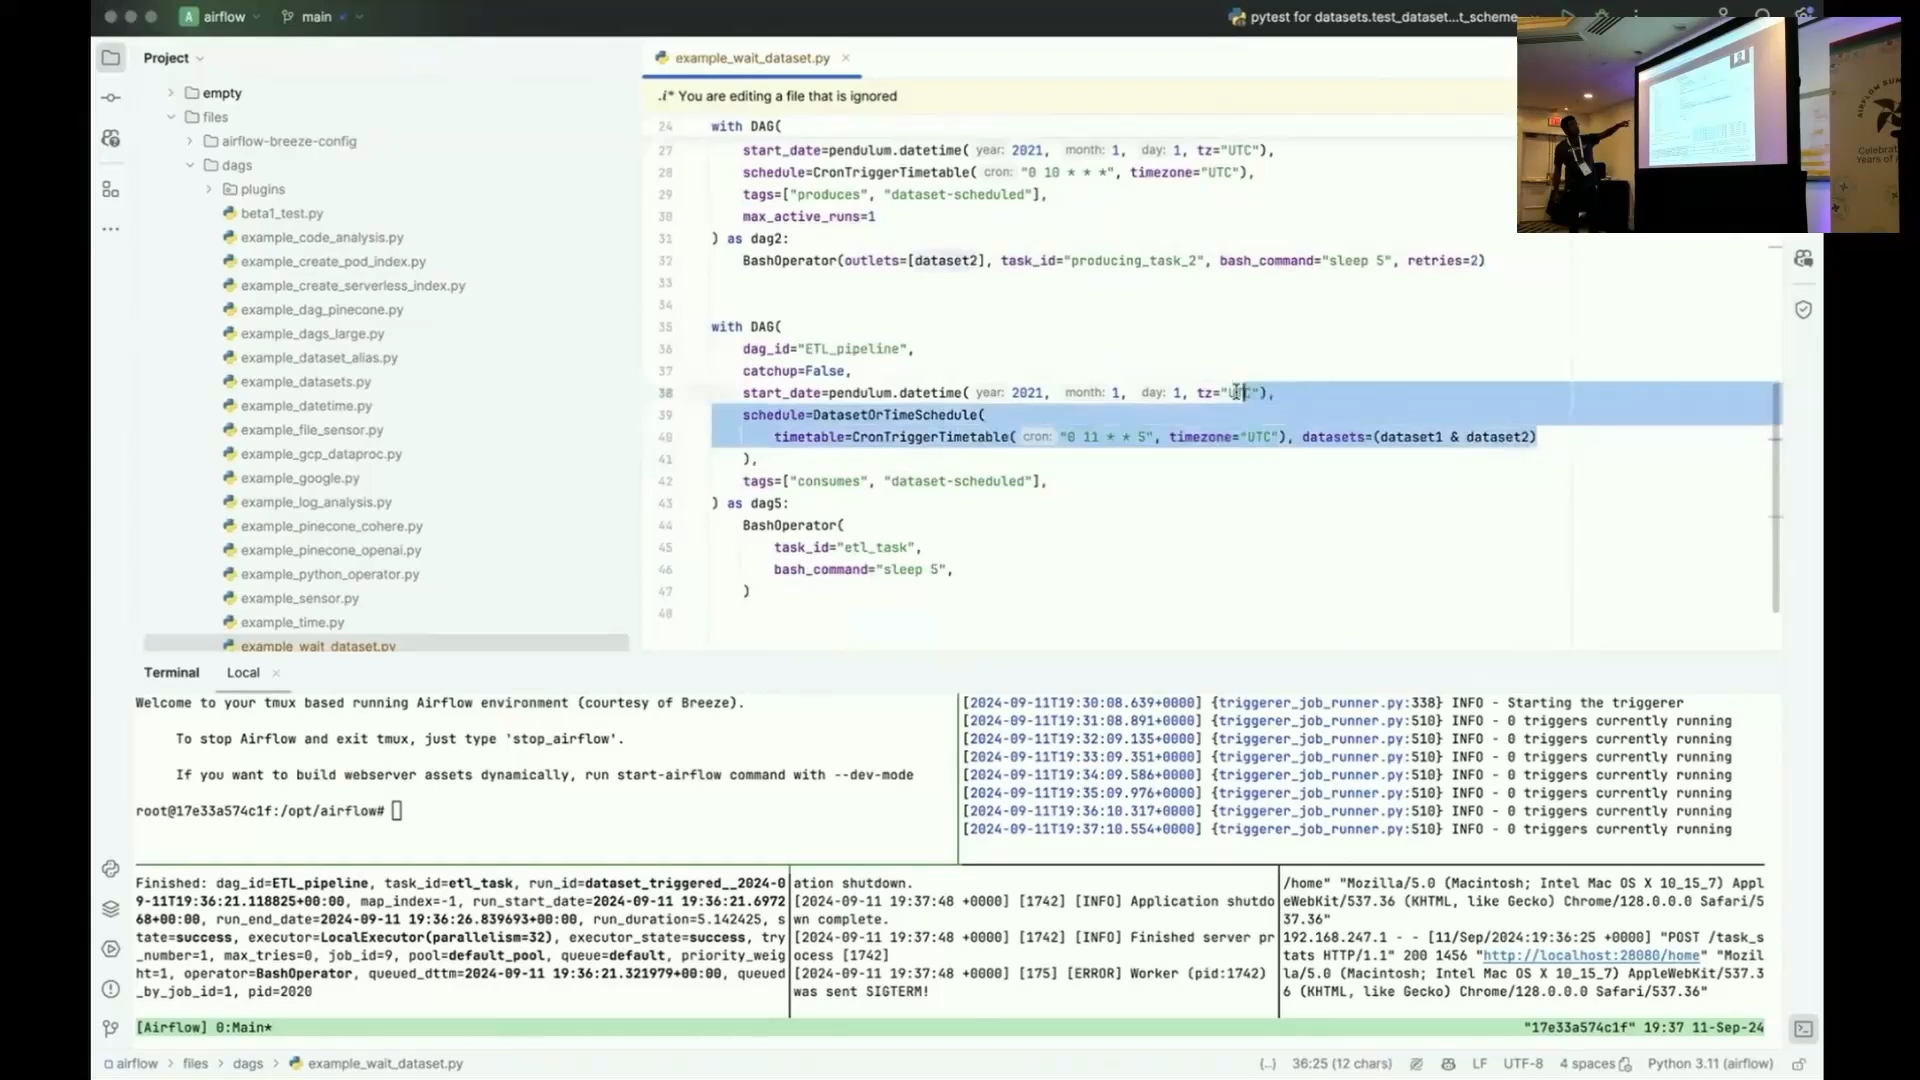 airflow
main
pytest for datasets.test_dataset...t_scheme
Project
empty
files
airflow-breeze-config
dags
plugins
beta1_test.py
example_code_analysis.py
example_create_pod_index.py
example_create_serverless_index.py
example_dag_pinecone.py
example_dags_large.py
example_dataset_alias.py
example_datasets.py
example_datetime.py
example_file_sensor.py
example_gcp_dataproc.py
example_google.py
example_log_analysis.py
example_pinecone_cohere.py
example_pinecone_openai.py
example_python_operator.py
example_sensor.py
example_time.py
example_wait_dataset.py
example_wait_dataset.py
.i* You are editing a file that is ignored
24 with DAG(
27 start_date=pendulum.datetime( year: 2021, month: 1, day: 1, tz="UTC"),
28 schedule=CronTriggerTimetable( cron: "0 10 * * *", timezone="UTC"),
29 tags=["produces", "dataset-scheduled"],
30 max_active_runs=1
31 ) as dag2:
32 BashOperator(outlets=[dataset2], task_id="producing_task_2", bash_command="sleep 5", retries=2)
33
34
35 with DAG(
36 dag_id="ETL_pipeline",
37 catchup=False,
38 start_date=pendulum.datetime( year: 2021, month: 1, day: 1, tz="UTC"),
39 schedule=DatasetOrTimeSchedule(
40 timetable=CronTriggerTimetable( cron: "0 11 * * 5", timezone="UTC"), datasets=(dataset1 & dataset2)
41 ),
42 tags=["consumes", "dataset-scheduled"],
43 ) as dag5:
44 BashOperator(
45 task_id="etl_task",
46 bash_command="sleep 5",
47 )
48
Terminal Local
Welcome to your tmux based running Airflow environment (courtesy of Breeze).
To stop Airflow and exit tmux, just type 'stop_airflow'.
If you want to build webserver assets dynamically, run start-airflow command with --dev-mode
root@17e33a574c1f:/opt/airflow#
[2024-09-11T19:30:08.639+0000] {triggerer_job_runner.py:338} INFO - Starting the triggerer
[2024-09-11T19:31:08.891+0000] {triggerer_job_runner.py:510} INFO - 0 triggers currently running
[2024-09-11T19:32:09.135+0000] {triggerer_job_runner.py:510} INFO - 0 triggers currently running
[2024-09-11T19:33:09.351+0000] {triggerer_job_runner.py:510} INFO - 0 triggers currently running
[2024-09-11T19:34:09.586+0000] {triggerer_job_runner.py:510} INFO - 0 triggers currently running
[2024-09-11T19:35:09.976+0000] {triggerer_job_runner.py:510} INFO - 0 triggers currently running
[2024-09-11T19:36:10.317+0000] {triggerer_job_runner.py:510} INFO - 0 triggers currently running
[2024-09-11T19:37:10.554+0000] {triggerer_job_runner.py:510} INFO - 0 triggers currently running
Finished: dag_id=ETL_pipeline, task_id=etl_task, run_id=dataset_triggered__2024-0
9-11T19:36:21.118825+00:00, map_index=-1, run_start_date=2024-09-11 19:36:21.6972
68+00:00, run_end_date=2024-09-11 19:36:26.839693+00:00, run_duration=5.142425, s
tate=success, executor=LocalExecutor(parallelism=32), executor_state=success, try
_number=1, max_tries=0, job_id=9, pool=default_pool, queue=default, priority_weig
ht=1, operator=BashOperator, queued_dttm=2024-09-11 19:36:21.321979+00:00, queued
_by_job_id=1, pid=2020
ation shutdown.
[2024-09-11 19:37:48 +0000] [1742] [INFO] Application shutdo
wn complete.
[2024-09-11 19:37:48 +0000] [1742] [INFO] Finished server pr
ocess [1742]
[2024-09-11 19:37:48 +0000] [175] [ERROR] Worker (pid:1742)
was sent SIGTERM!
/home" "Mozilla/5.0 (Macintosh; Intel Mac OS X 10_15_7) Appl
eWebKit/537.36 (KHTML, like Gecko) Chrome/128.0.0.0 Safari/5
37.36"
192.168.247.1 - - [11/Sep/2024:19:36:25 +0000] "POST /task_s
tats HTTP/1.1" 200 1456 "http://localhost:28080/home" "Mozil
la/5.0 (Macintosh; Intel Mac OS X 10_15_7) AppleWebKit/537.3
6 (KHTML, like Gecko) Chrome/128.0.0.0 Safari/537.36"
[Airflow] 0:Main* "17e33a574c1f" 19:37 11-Sep-24
airflow > files > dags > example_wait_dataset.py
{..} 36:25 (12 chars) LF UTF-8 4 spaces Python 3.11 (airflow)